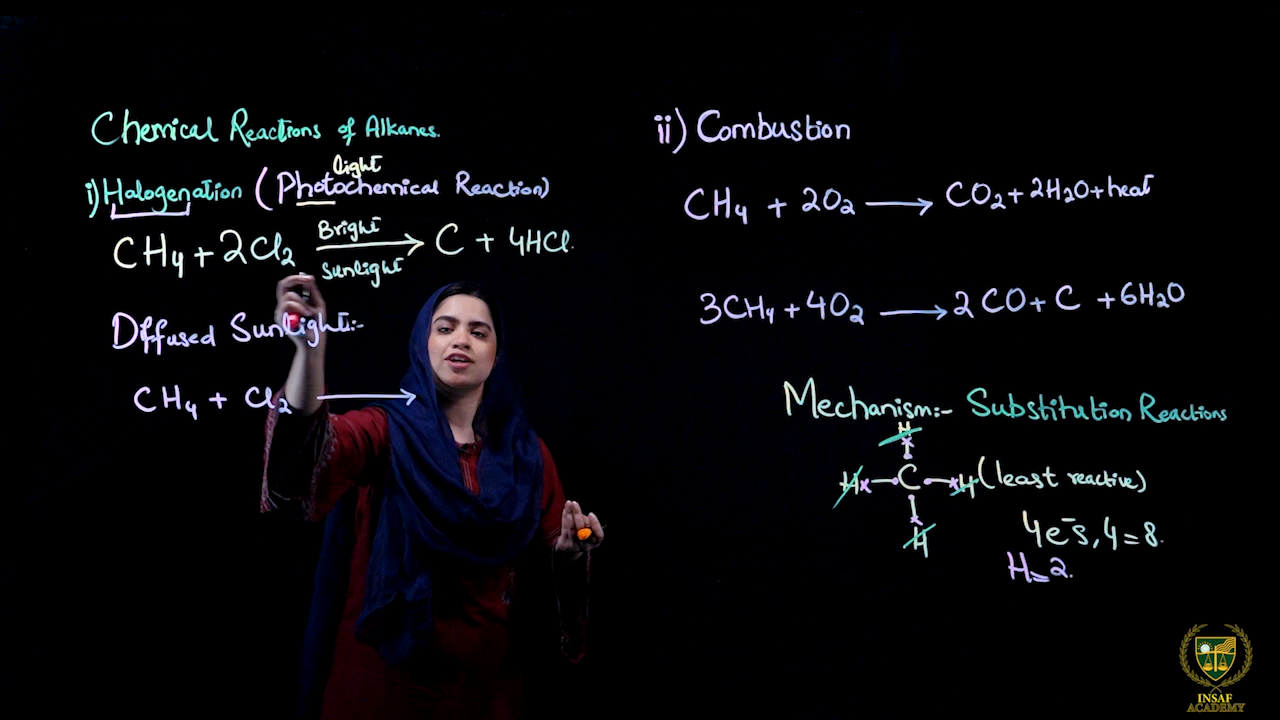 Chemical Reactions of Alkanes.
light
i) Halogenation (Photochemical Reaction)
CH4 + 2Cl2 Bright Sunlight → C + 4HCl.
Diffused Sunlight:-
CH4 + Cl2 →
ii) Combustion
CH4 + 2O2 → CO2 + 2H2O + heat
3CH4 + 4O2 → 2CO + C + 6H2O
Mechanism:- Substitution Reactions
H
H x—•C•—x H (least reactive)
x
H
4e-s, 4 = 8.
H = 2.
INSAF
ACADEMY